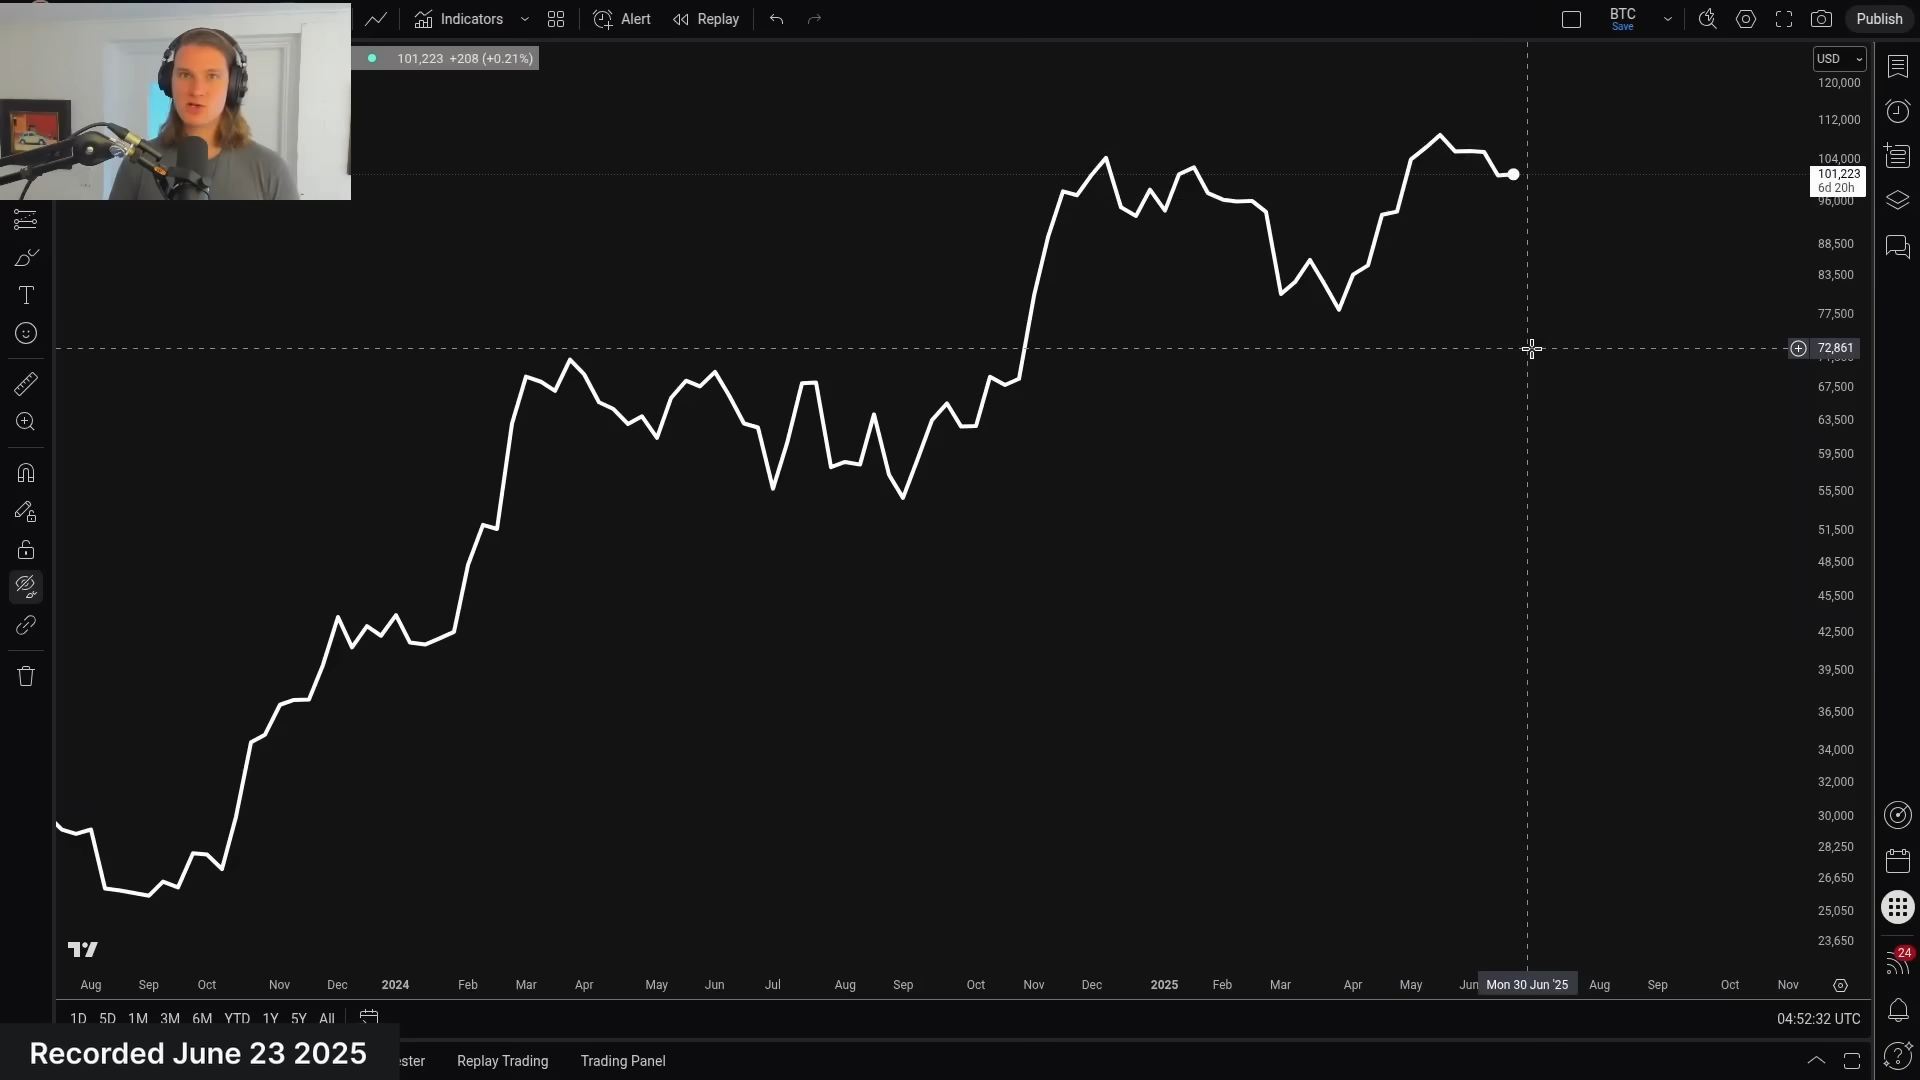 Indicators
Alert
Replay
BTC
Save
Publish
101,223 +208 (+0.21%)
USD
120,000
112,000
104,000
101,223
6d 20h
96,000
88,500
83,500
77,500
72,861
67,500
63,500
59,500
55,500
51,500
48,500
45,500
42,500
39,500
36,500
34,000
32,000
30,000
28,250
26,650
25,050
23,650
24
Aug Sep Oct Nov Dec 2024 Feb Mar Apr May Jun Jul Aug Sep Oct Nov Dec 2025 Feb Mar Apr May Jun Mon 30 Jun '25 Aug Sep Oct Nov
1D 5D 1M 3M 6M YTD 1Y 5Y All
04:52:32 UTC
Recorded June 23 2025
ester
Replay Trading
Trading Panel